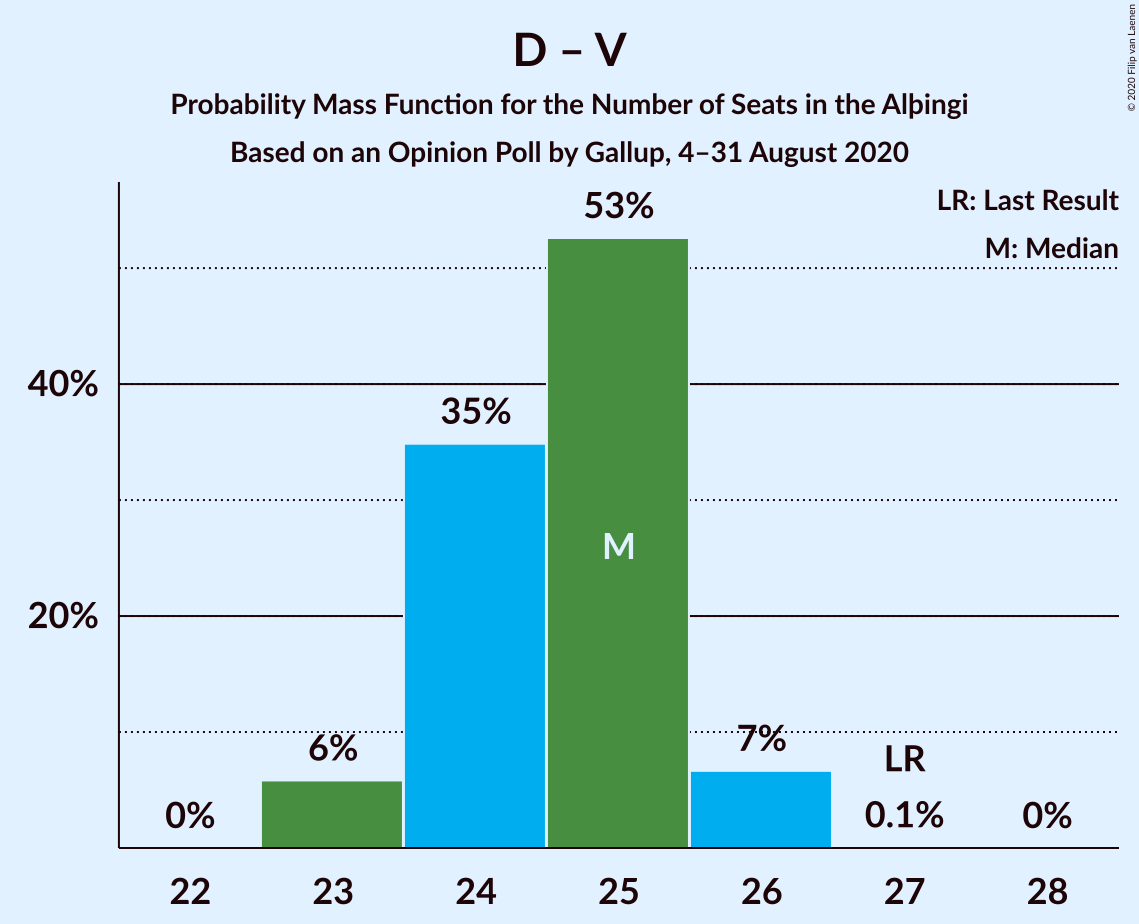 D – V
Probability Mass Function for the Number of Seats in the Alþingi
Based on an Opinion Poll by Gallup, 4–31 August 2020
© 2020 Filip van Laenen
LR: Last Result
M: Median
53%
40%
35%
M
20%
7%
6%
LR
0%
0.1%
0%
22 23 24 25 26 27 28